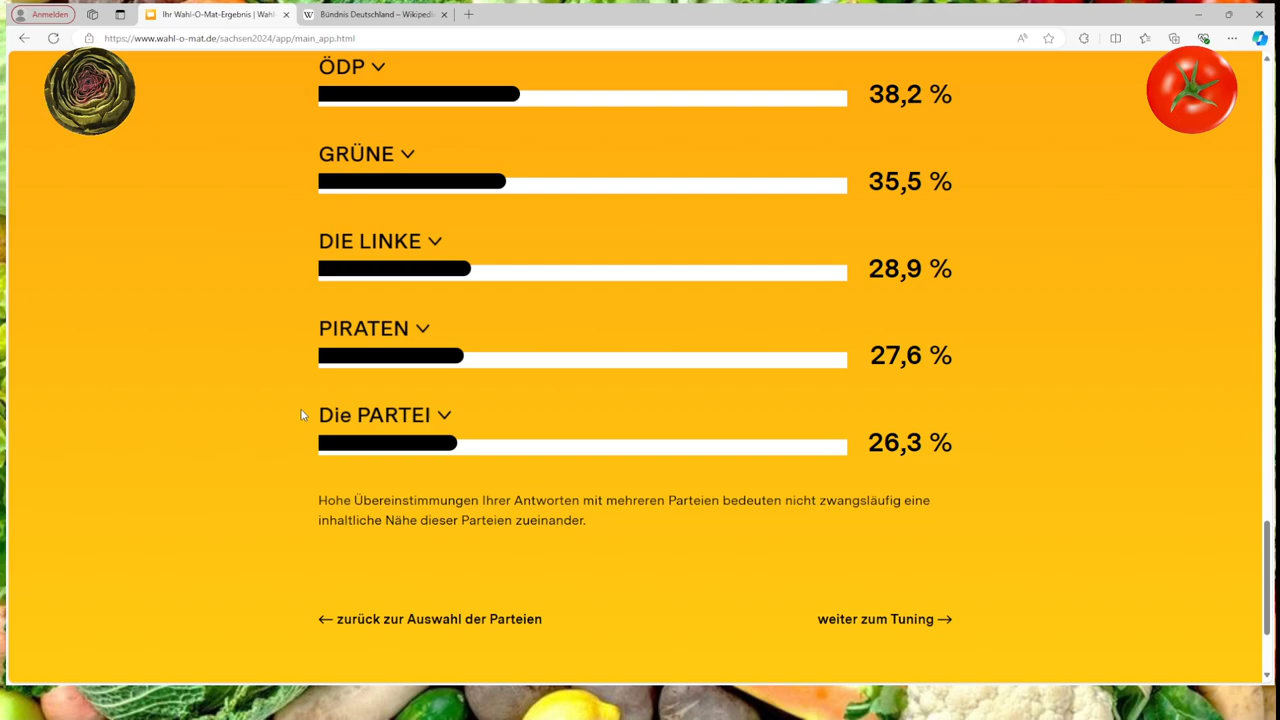 Anmelden
Ihr Wahl-O-Mat-Ergebnis | Wahl-
Bündnis Deutschland – Wikipedi
https://www.wahl-o-mat.de/sachsen2024/app/main_app.html
ÖDP
38,2 %
GRÜNE
35,5 %
DIE LINKE
28,9 %
PIRATEN
27,6 %
Die PARTEI
26,3 %
Hohe Übereinstimmungen Ihrer Antworten mit mehreren Parteien bedeuten nicht zwangsläufig eine
inhaltliche Nähe dieser Parteien zueinander.
← zurück zur Auswahl der Parteien
weiter zum Tuning →